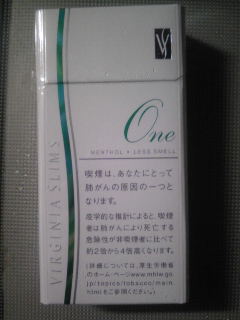 VS
One
MENTHOL • LESS SMELL
VIRGINIA SLIMS
喫煙は、あなたにとって
肺がんの原因の一つと
なります。
疫学的な推計によると、喫煙
者は肺がんにより死亡する
危険性が非喫煙者に比べて
約2倍から4倍高くなります。
(詳細については、厚生労働省
のホーム・ページwww.mhlw.go.
jp/topics/tobacco/main.
htmlをご参照ください。)